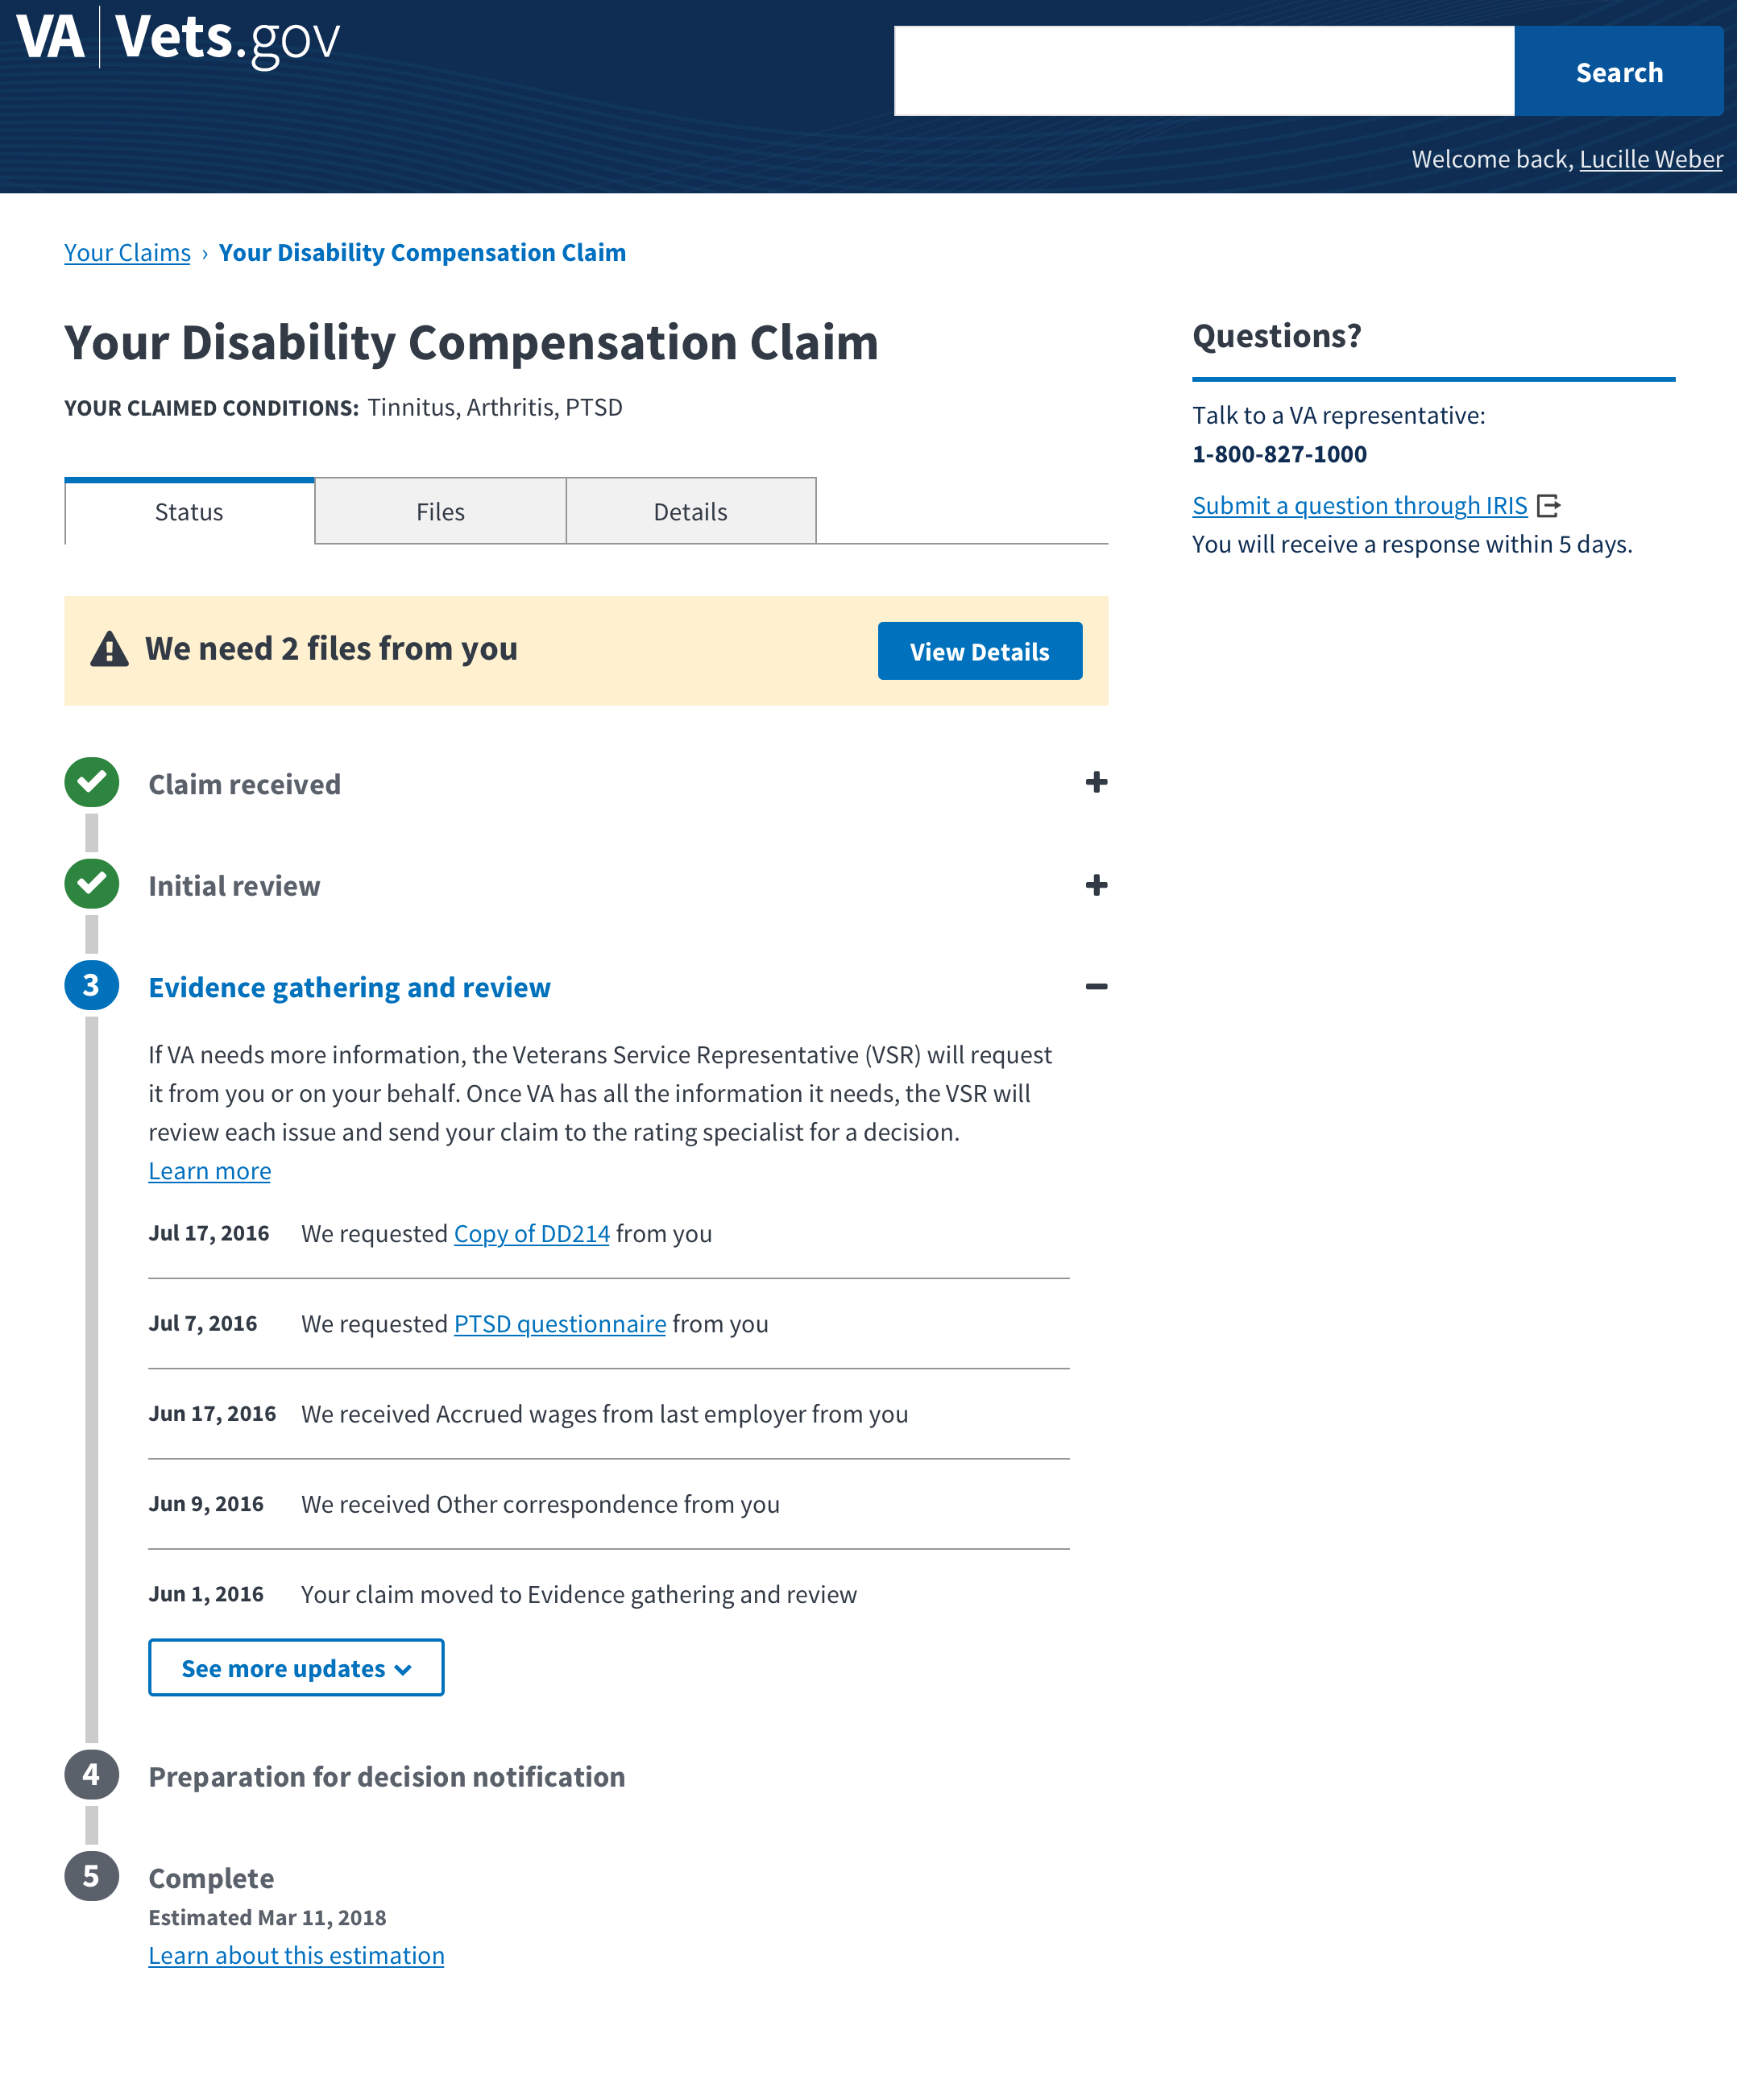 VA Vets.gov
Search
Welcome back, Lucille Weber
Your Claims › Your Disability Compensation Claim
Your Disability Compensation Claim
YOUR CLAIMED CONDITIONS: Tinnitus, Arthritis, PTSD
Status
Files
Details
Questions?
Talk to a VA representative:
1-800-827-1000
Submit a question through IRIS
You will receive a response within 5 days.
We need 2 files from you
View Details
Claim received
Initial review
3 Evidence gathering and review
If VA needs more information, the Veterans Service Representative (VSR) will request
it from you or on your behalf. Once VA has all the information it needs, the VSR will
review each issue and send your claim to the rating specialist for a decision.
Learn more
Jul 17, 2016 We requested Copy of DD214 from you
Jul 7, 2016 We requested PTSD questionnaire from you
Jun 17, 2016 We received Accrued wages from last employer from you
Jun 9, 2016 We received Other correspondence from you
Jun 1, 2016 Your claim moved to Evidence gathering and review
See more updates
4 Preparation for decision notification
5 Complete
Estimated Mar 11, 2018
Learn about this estimation